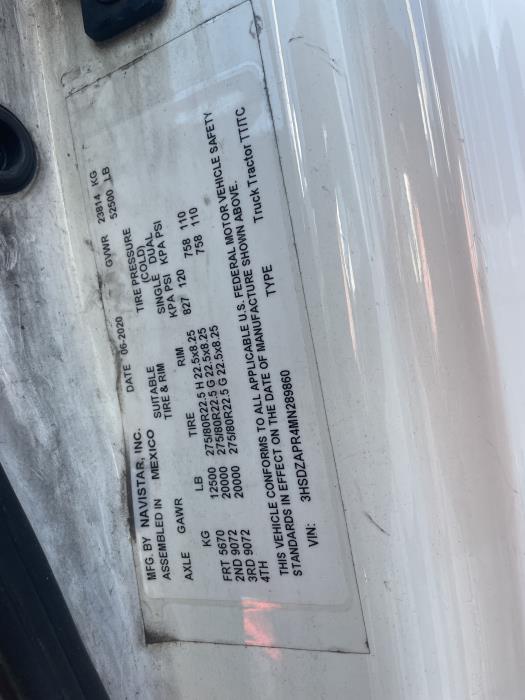 MFG. BY NAVISTAR, INC. DATE 06-2020 GVWR 23814 KG
ASSEMBLED IN MEXICO 52500 LB
SUITABLE TIRE PRESSURE
TIRE & RIM (COLD)
SINGLE DUAL
AXLE GAWR TIRE RIM KPA PSI KPA PSI
KG LB 827 120 758 110
FRT 5670 12500 275/80R22.5 H 22.5x8.25 758 110
2ND 9072 20000 275/80R22.5 G 22.5x8.25
3RD 9072 20000 275/80R22.5 G 22.5x8.25
4TH
THIS VEHICLE CONFORMS TO ALL APPLICABLE U.S. FEDERAL MOTOR VEHICLE SAFETY
STANDARDS IN EFFECT ON THE DATE OF MANUFACTURE SHOWN ABOVE.
VIN: 3HSDZAPR4MN289860 TYPE Truck Tractor TT/TC